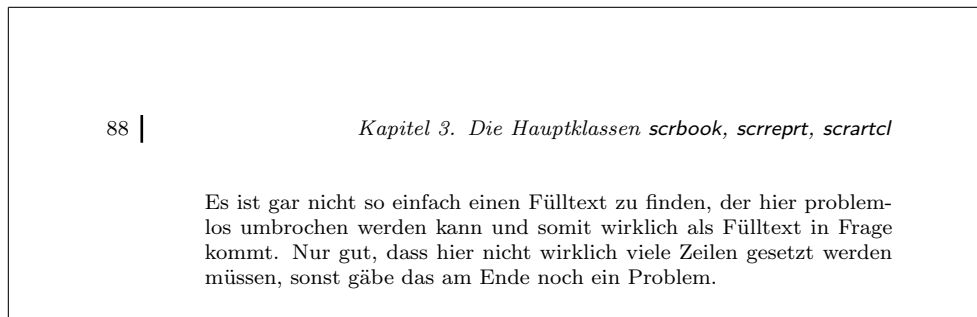 88 Kapitel 3. Die Hauptklassen scrbook, scrreprt, scrartcl
Es ist gar nicht so einfach einen Fülltext zu finden, der hier problem-
los umbrochen werden kann und somit wirklich als Fülltext in Frage
kommt. Nur gut, dass hier nicht wirklich viele Zeilen gesetzt werden
müssen, sonst gäbe das am Ende noch ein Problem.